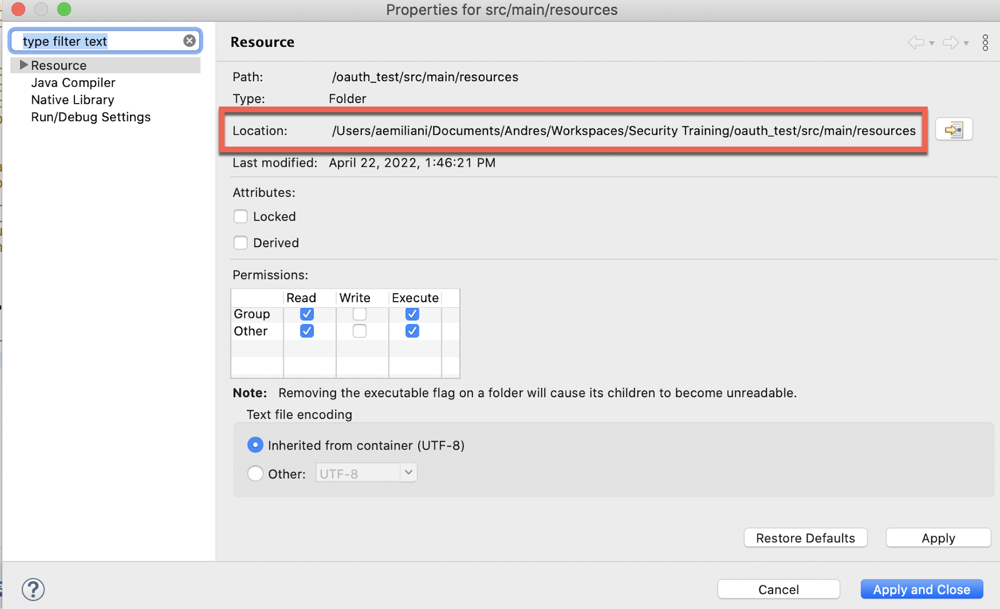 Properties for src/main/resources
type filter text
Resource
Java Compiler
Native Library
Run/Debug Settings
Resource
Path: /oauth_test/src/main/resources
Type: Folder
Location: /Users/aemiliani/Documents/Andres/Workspaces/Security Training/oauth_test/src/main/resources
Last modified: April 22, 2022, 1:46:21 PM
Attributes:
Locked
Derived
Permissions:
Read Write Execute
Group
Other
Note: Removing the executable flag on a folder will cause its children to become unreadable.
Text file encoding
Inherited from container (UTF-8)
Other: UTF-8
Restore Defaults Apply
? Cancel Apply and Close